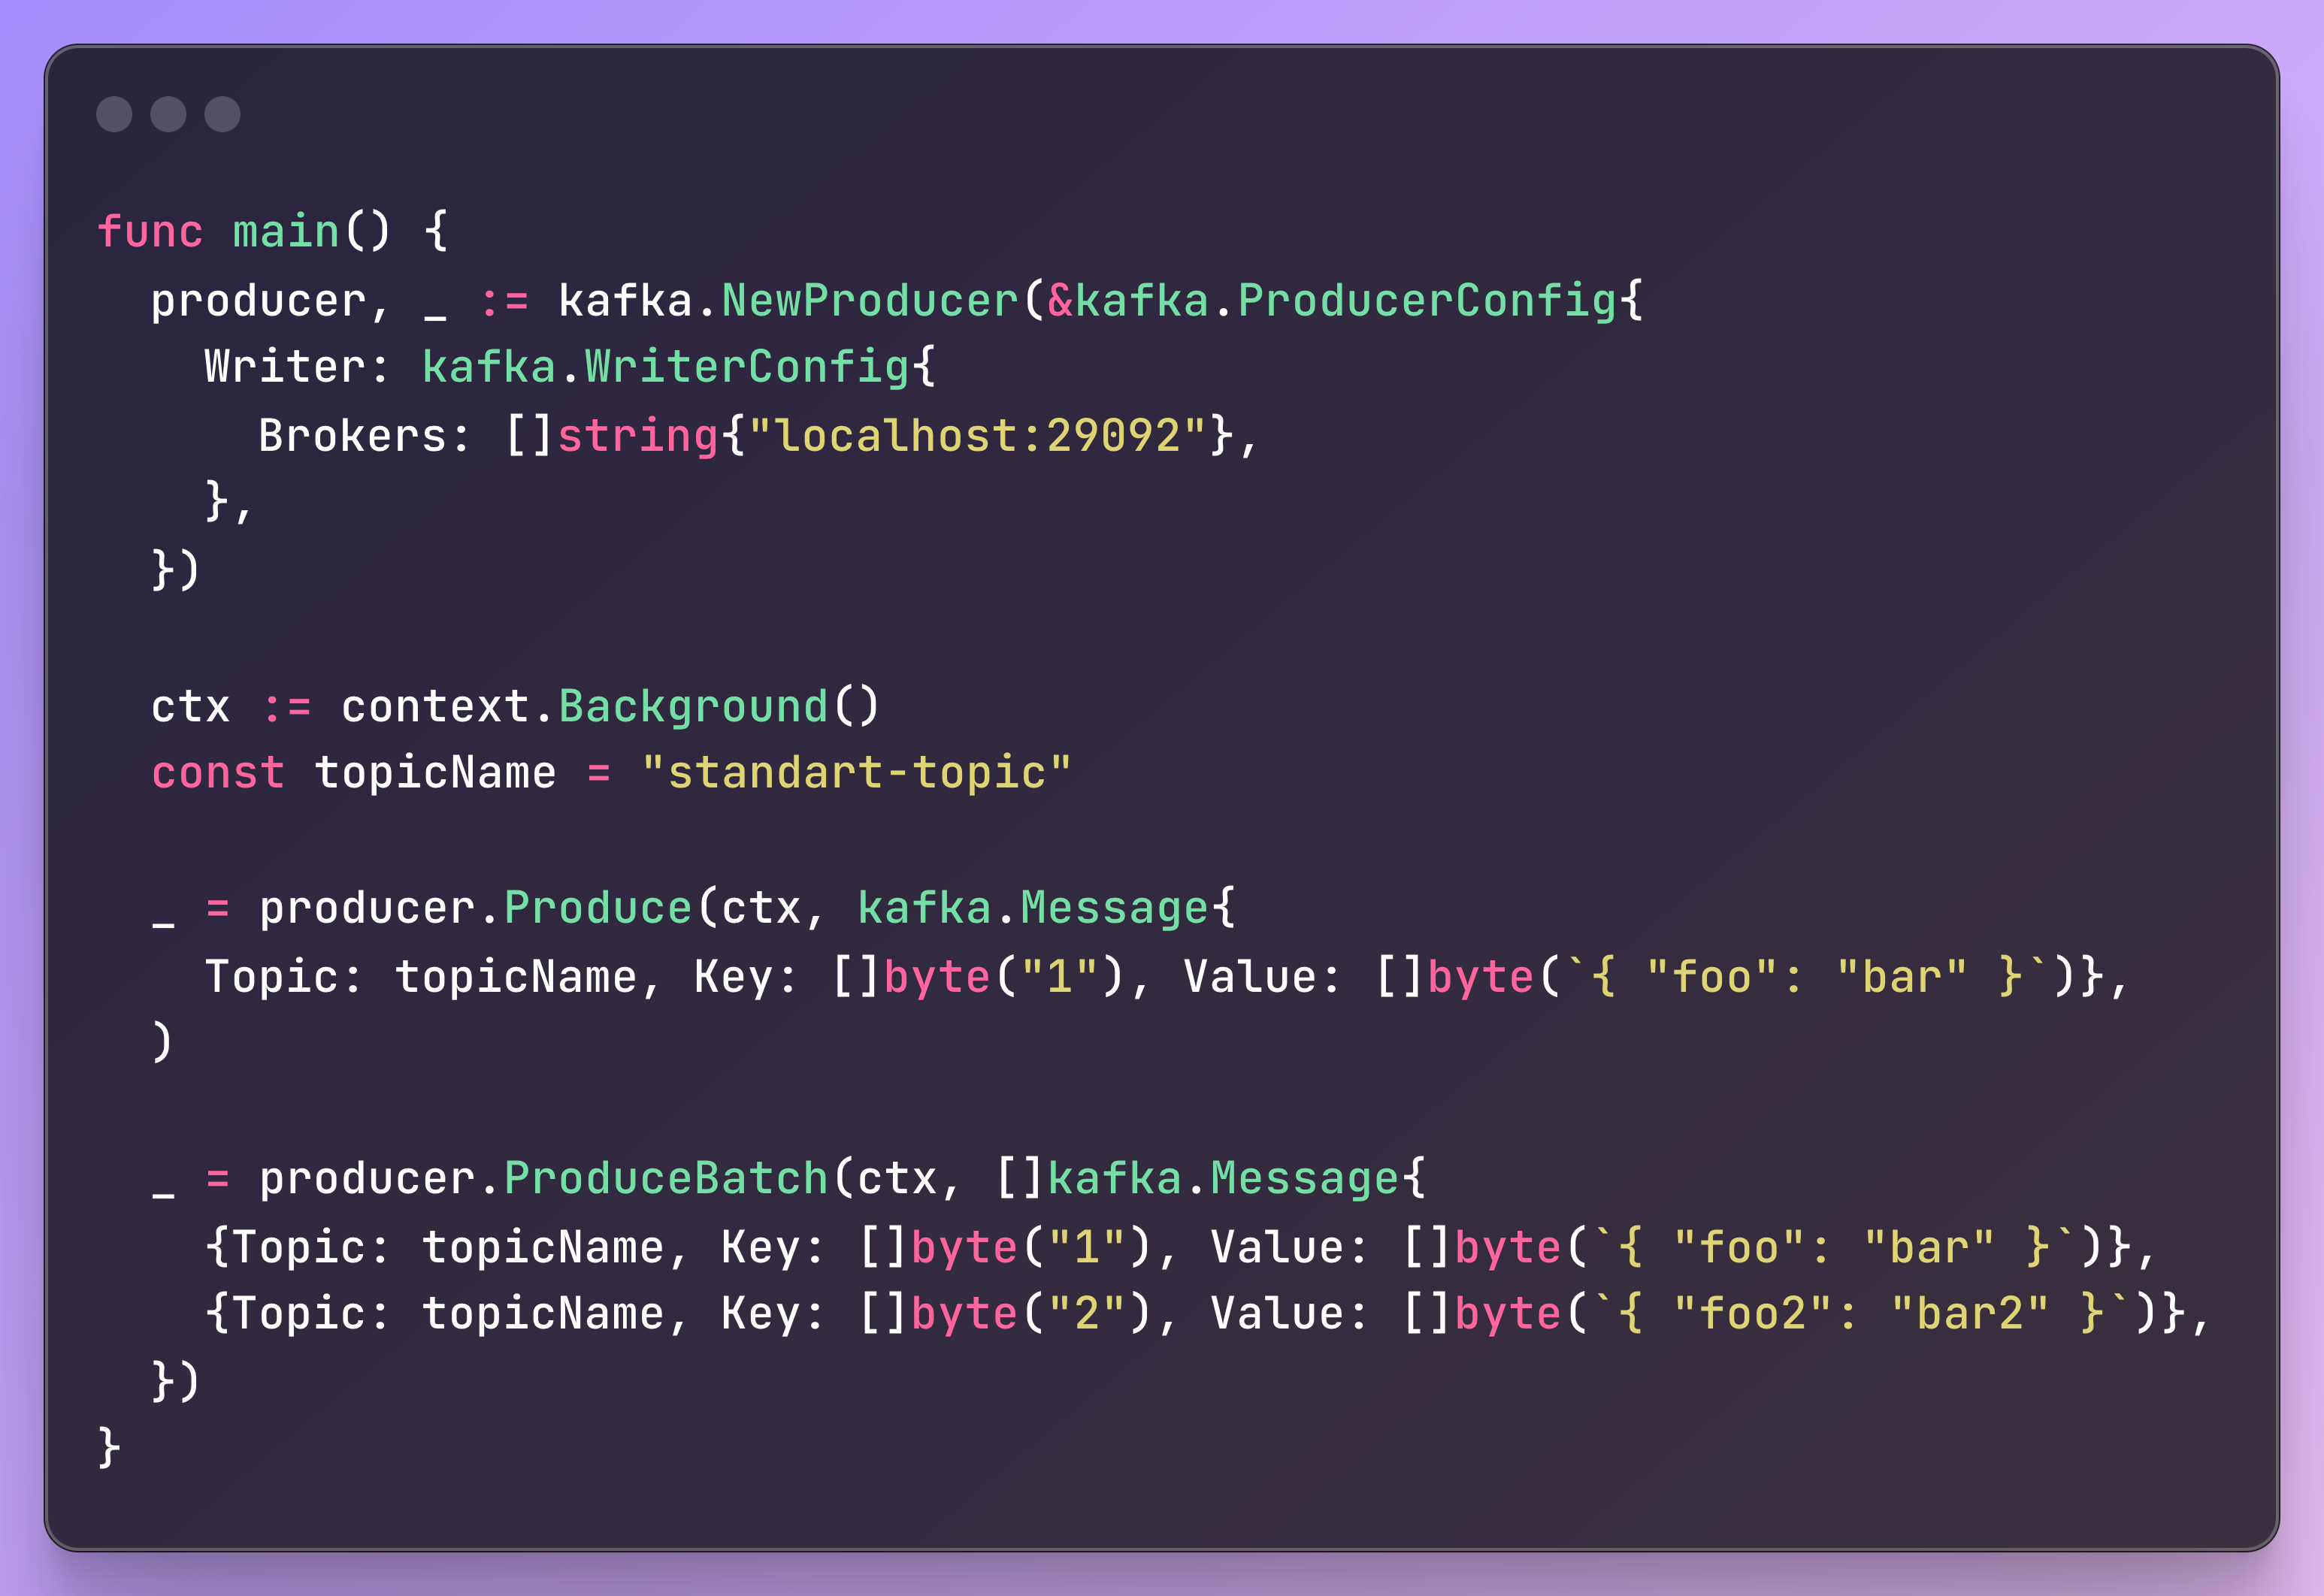 func main() {
  producer, _ := kafka.NewProducer(&kafka.ProducerConfig{
    Writer: kafka.WriterConfig{
      Brokers: []string{"localhost:29092"},
    },
  })

  ctx := context.Background()
  const topicName = "standart-topic"

  _ = producer.Produce(ctx, kafka.Message{
    Topic: topicName, Key: []byte("1"), Value: []byte(`{ "foo": "bar" }`)},
  )

  _ = producer.ProduceBatch(ctx, []kafka.Message{
    {Topic: topicName, Key: []byte("1"), Value: []byte(`{ "foo": "bar" }`)},
    {Topic: topicName, Key: []byte("2"), Value: []byte(`{ "foo2": "bar2" }`)},
  })
}